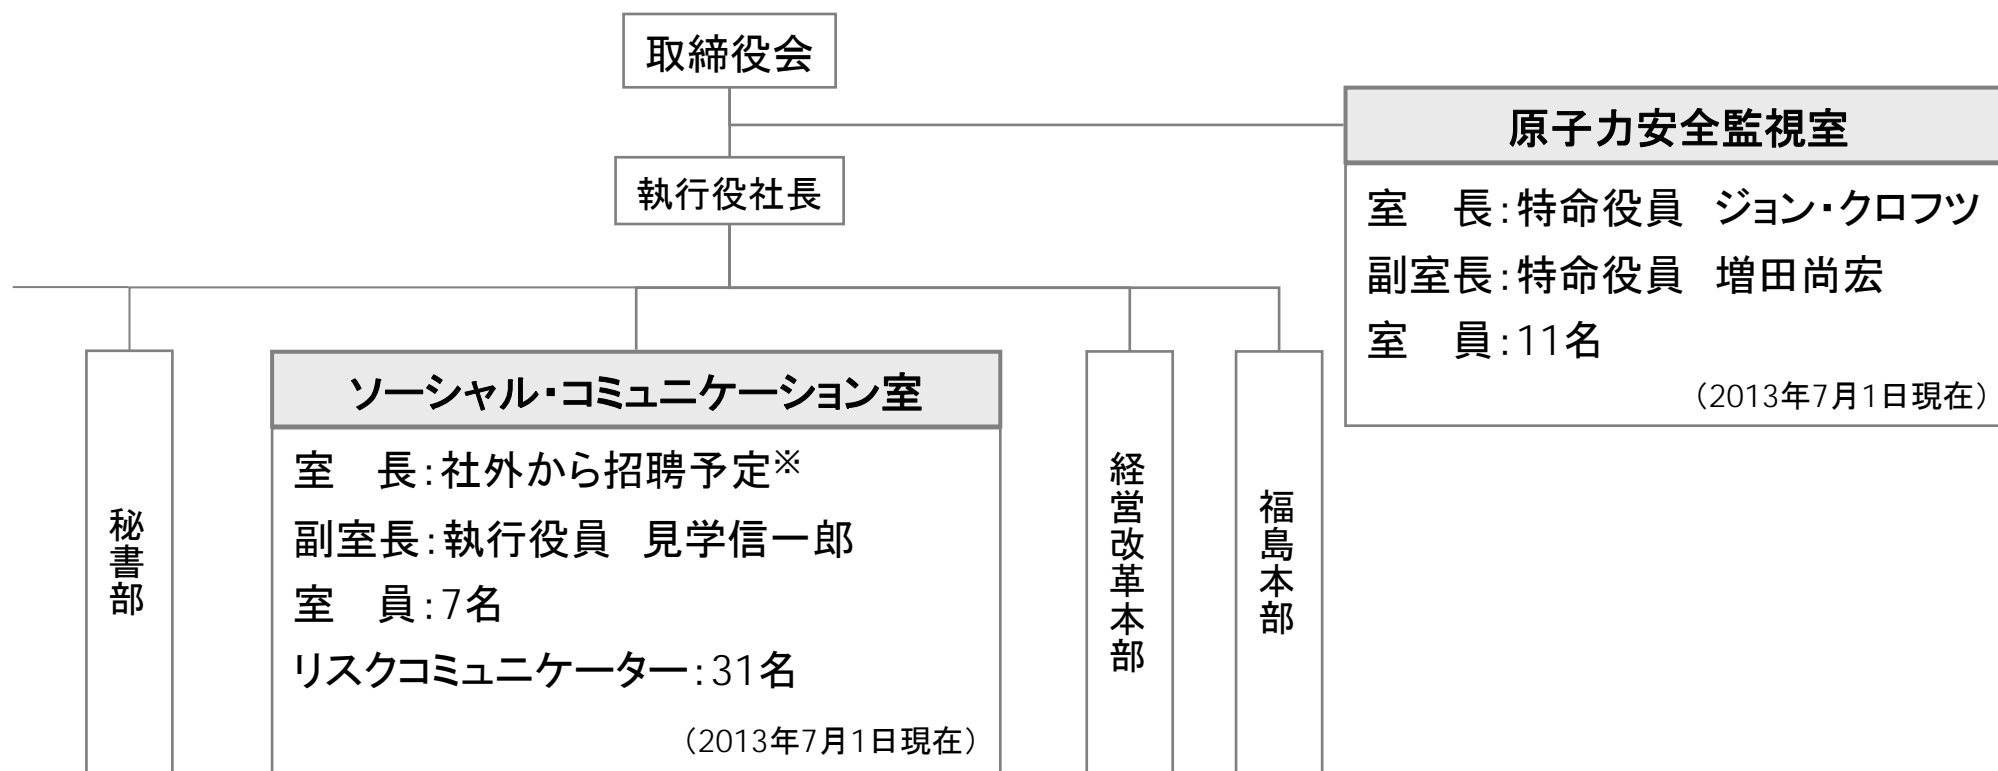 取締役会
原子力安全監視室
執行役社長
室　長：特命役員　ジョン・クロフツ
副室長：特命役員　増田尚宏
室　員：11名
（2013年7月1日現在）
秘書部
ソーシャル・コミュニケーション室
室　長：社外から招聘予定※
副室長：執行役員　見学信一郎
室　員：7名
リスクコミュニケーター：31名
（2013年7月1日現在）
経営改革本部
福島本部